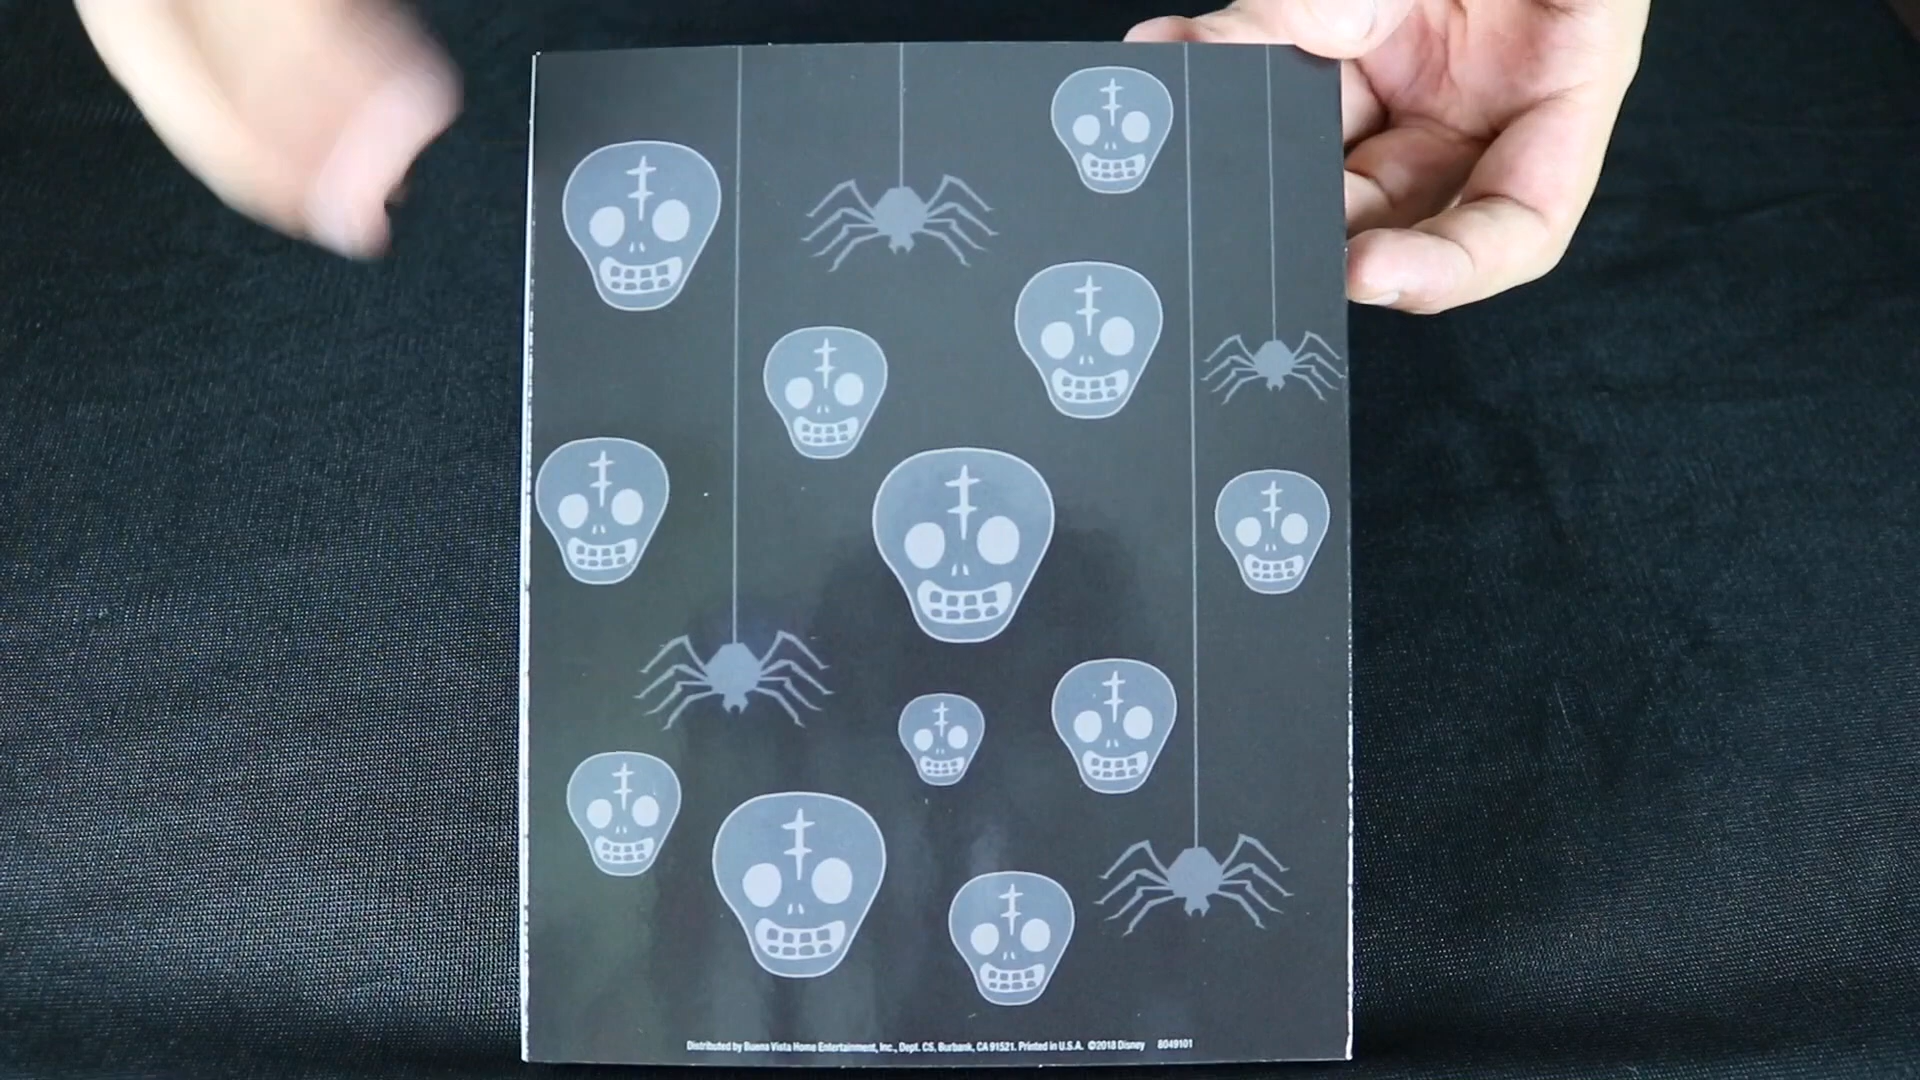 Distributed by Buena Vista Home Entertainment, Inc., Dept. CS, Burbank, CA 91521. Printed in U.S.A. ©2018 Disney 8049101